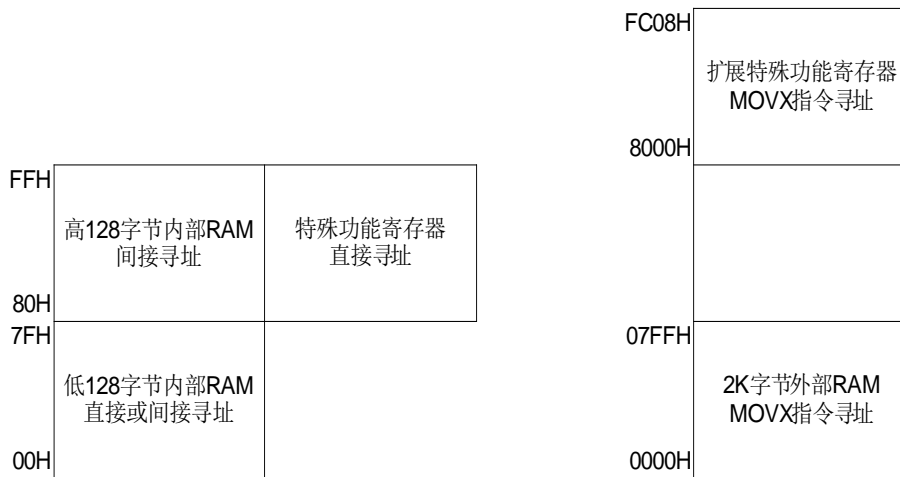 FC08H
扩展特殊功能寄存器
MOVX指令寻址
8000H
FFH
高128字节内部RAM
间接寻址
特殊功能寄存器
直接寻址
80H
7FH
低128字节内部RAM
直接或间接寻址
00H
07FFH
2K字节外部RAM
MOVX指令寻址
0000H